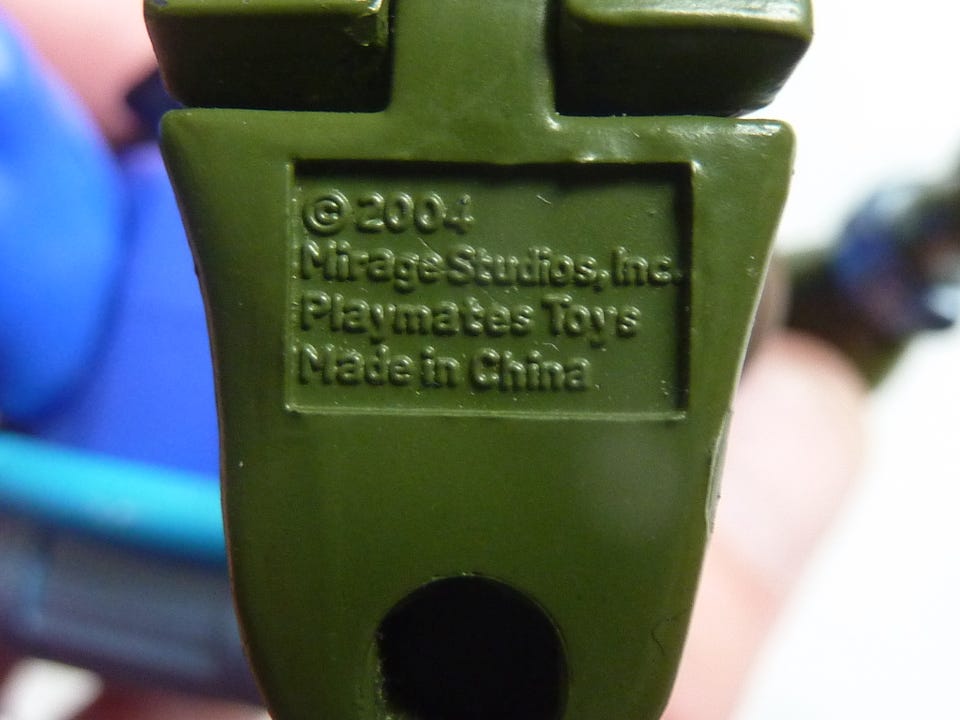 © 2004
Mirage Studios, Inc.
Playmates Toys
Made in China